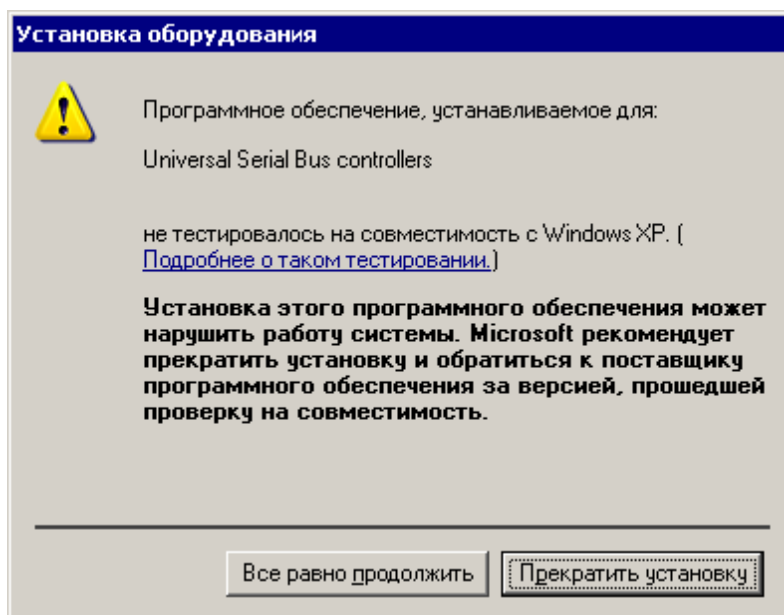 Установка оборудования
Программное обеспечение, устанавливаемое для:
Universal Serial Bus controllers
не тестировалось на совместимость с Windows XP. (
Подробнее о таком тестировании.)
Установка этого программного обеспечения может
нарушить работу системы. Microsoft рекомендует
прекратить установку и обратиться к поставщику
программного обеспечения за версией, прошедшей
проверку на совместимость.
Все равно продолжить
Прекратить установку